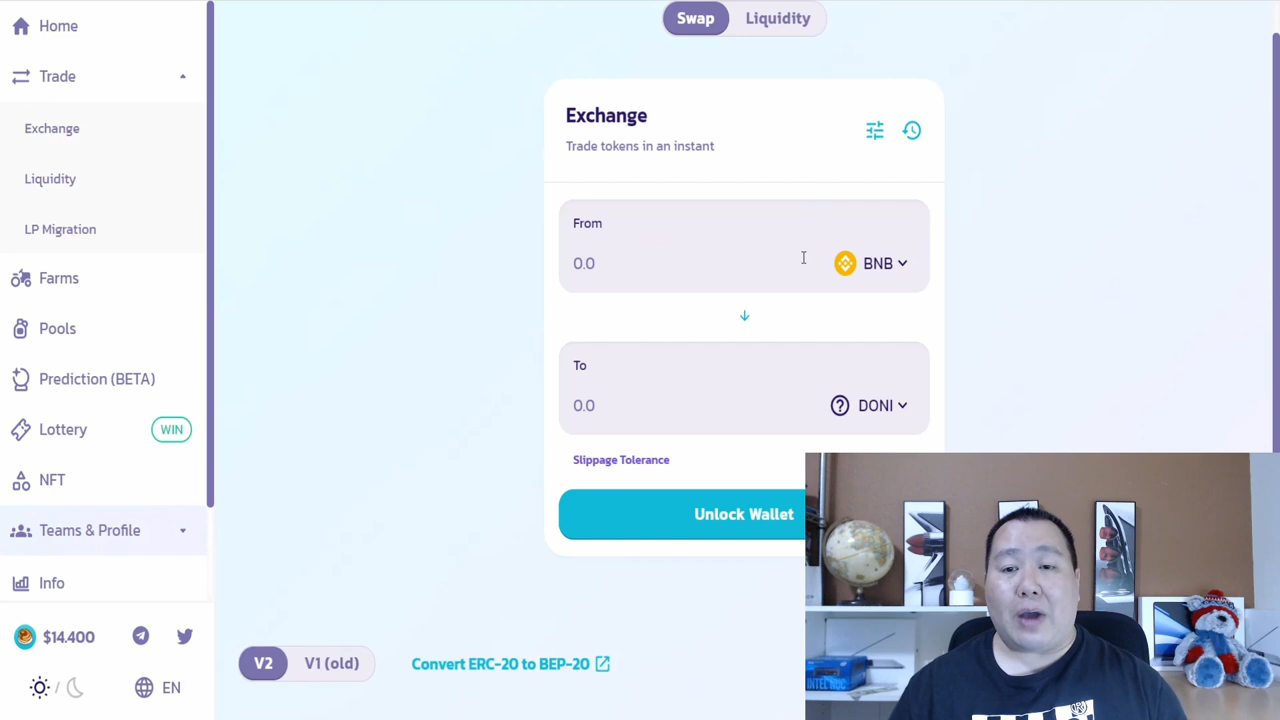 Home
Trade
Exchange
Liquidity
LP Migration
Farms
Pools
Prediction (BETA)
Lottery
WIN
NFT
Teams & Profile
Info
$14.400
EN
Swap
Liquidity
Exchange
Trade tokens in an instant
From
0.0
BNB
To
0.0
DONI
Slippage Tolerance
Unlock Wallet
V2
V1 (old)
Convert ERC-20 to BEP-20
INTEL NUC